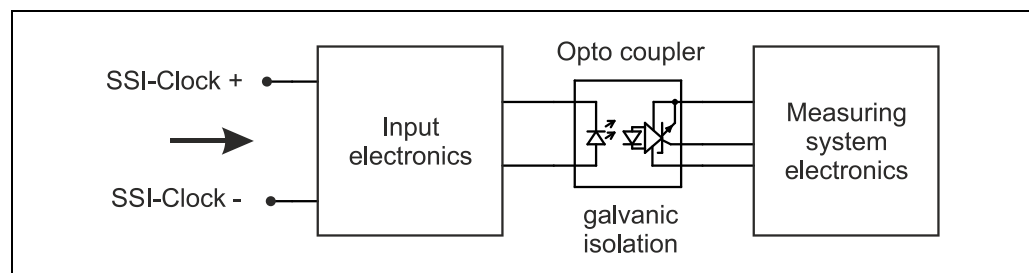 Opto coupler
SSI-Clock +
Input
electronics
Measuring
system
electronics
SSI-Clock -
galvanic
isolation